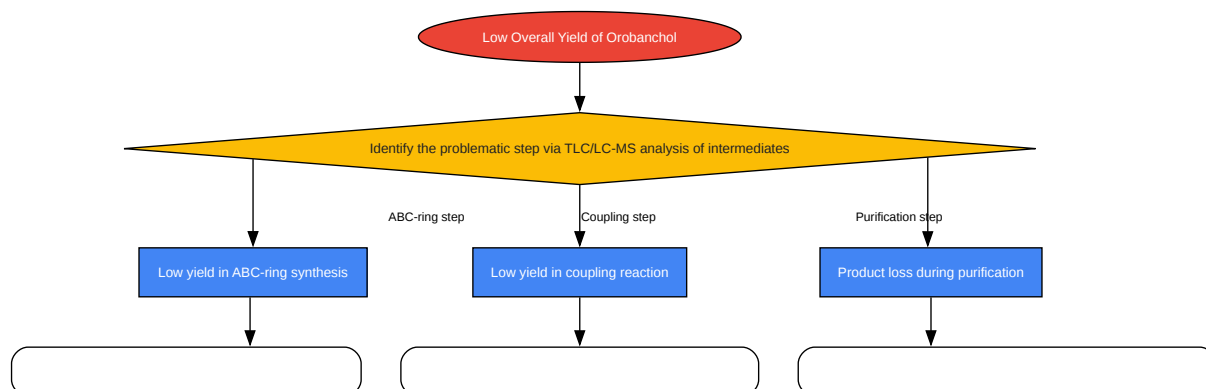 Low Overall Yield of Orobanchol
Identify the problematic step via TLC/LC-MS analysis of intermediates
ABC-ring step
Coupling step
Purification step
Low yield in ABC-ring synthesis
Low yield in coupling reaction
Product loss during purification